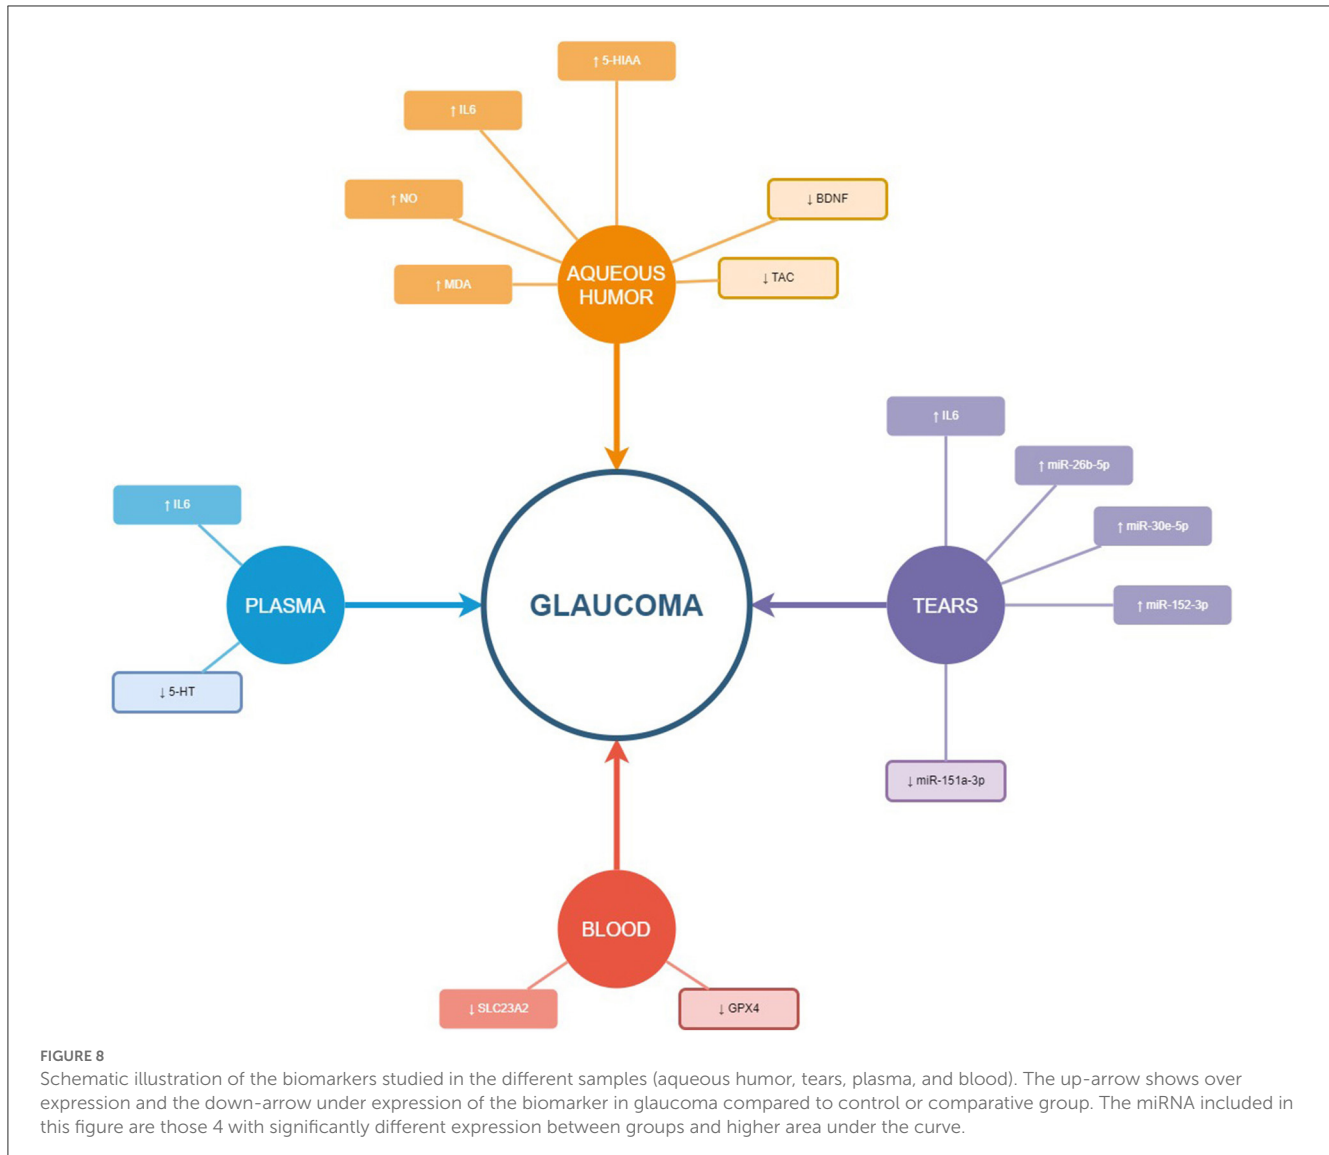 ↑ 5-HIAA
↑ IL6
↑ NO
↓ BDNF
AQUEOUS
HUMOR
↑ MDA
↓ TAC
↑ IL6
↑ miR-26b-5p
↑ miR-30e-5p
↑ IL6
PLASMA
GLAUCOMA
TEARS
↑ miR-152-3p
↓ 5-HT
↓ miR-151a-3p
BLOOD
↓ SLC23A2
↓ GPX4
FIGURE 8
Schematic illustration of the biomarkers studied in the different samples (aqueous humor, tears, plasma, and blood). The up-arrow shows over
expression and the down-arrow under expression of the biomarker in glaucoma compared to control or comparative group. The miRNA included in
this figure are those 4 with significantly different expression between groups and higher area under the curve.